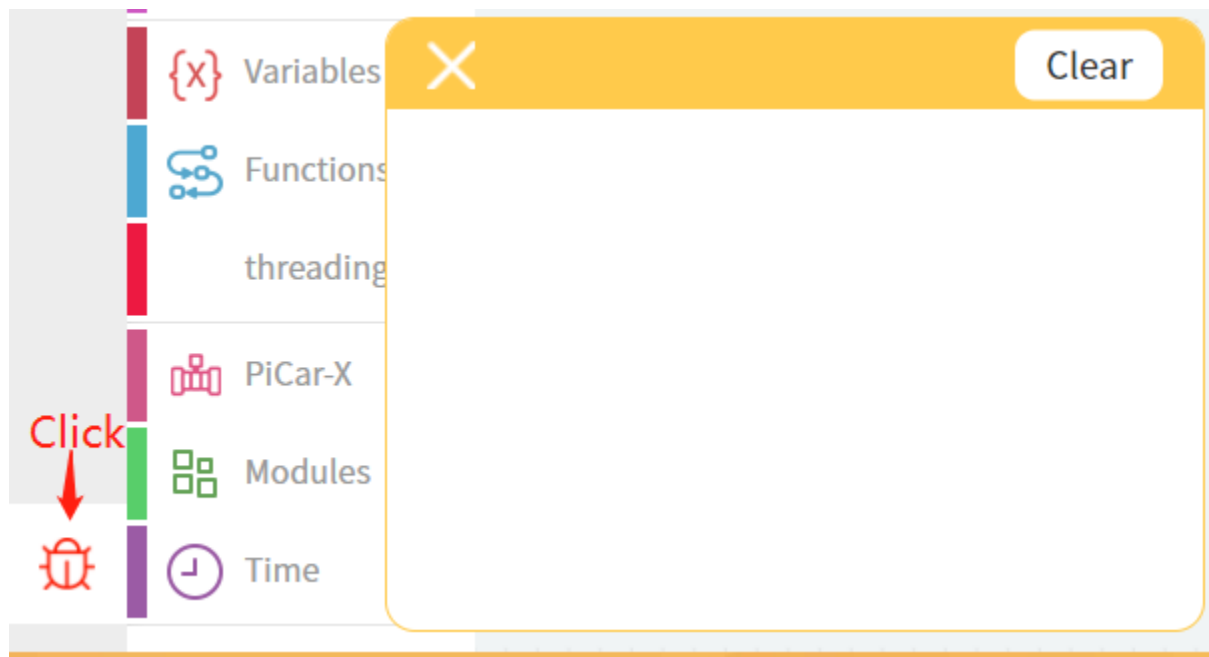 Variables
Clear
Functions
threading
PiCar-X
Click
Modules
Time